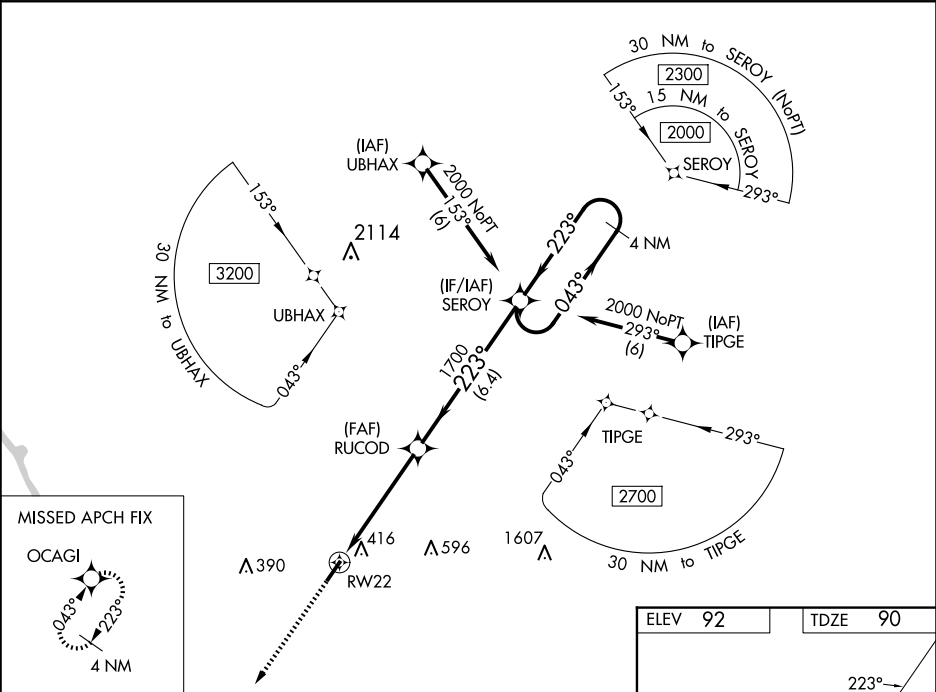 30 NM to SEROY (NoPT)
2300
15 NM to SEROY
2000
153°
SEROY
293°
(IAF)
UBHAX
2000 NoPT
153°
(6)
223°
043°
4 NM
2114
153°
30 NM to UBHAX
3200
UBHAX
043°
(IF/IAF)
SEROY
2000 NoPT
293°
(6)
(IAF)
TIPGE
1700
223°
(6.4)
(FAF)
RUCOD
TIPGE
293°
043°
2700
30 NM to TIPGE
MISSED APCH FIX
OCAGI
043°
223°
4 NM
390
416
596
1607
RW22
ELEV 92
TDZE 90
223°